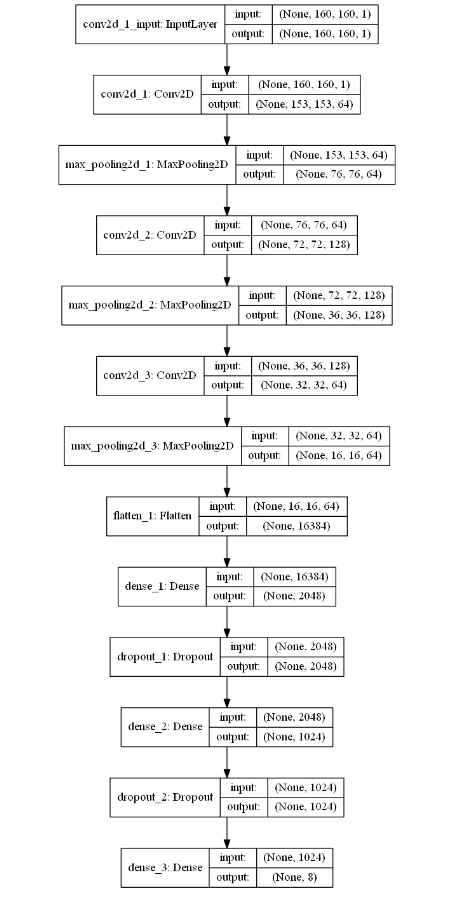 conv2d_1_input: InputLayer input: (None, 160, 160, 1)
output: (None, 160, 160, 1)
conv2d_1: Conv2D input: (None, 160, 160, 1)
output: (None, 153, 153, 64)
max_pooling2d_1: MaxPooling2D input: (None, 153, 153, 64)
output: (None, 76, 76, 64)
conv2d_2: Conv2D input: (None, 76, 76, 64)
output: (None, 72, 72, 128)
max_pooling2d_2: MaxPooling2D input: (None, 72, 72, 128)
output: (None, 36, 36, 128)
conv2d_3: Conv2D input: (None, 36, 36, 128)
output: (None, 32, 32, 64)
max_pooling2d_3: MaxPooling2D input: (None, 32, 32, 64)
output: (None, 16, 16, 64)
flatten_1: Flatten input: (None, 16, 16, 64)
output: (None, 16384)
dense_1: Dense input: (None, 16384)
output: (None, 2048)
dropout_1: Dropout input: (None, 2048)
output: (None, 2048)
dense_2: Dense input: (None, 2048)
output: (None, 1024)
dropout_2: Dropout input: (None, 1024)
output: (None, 1024)
dense_3: Dense input: (None, 1024)
output: (None, 8)